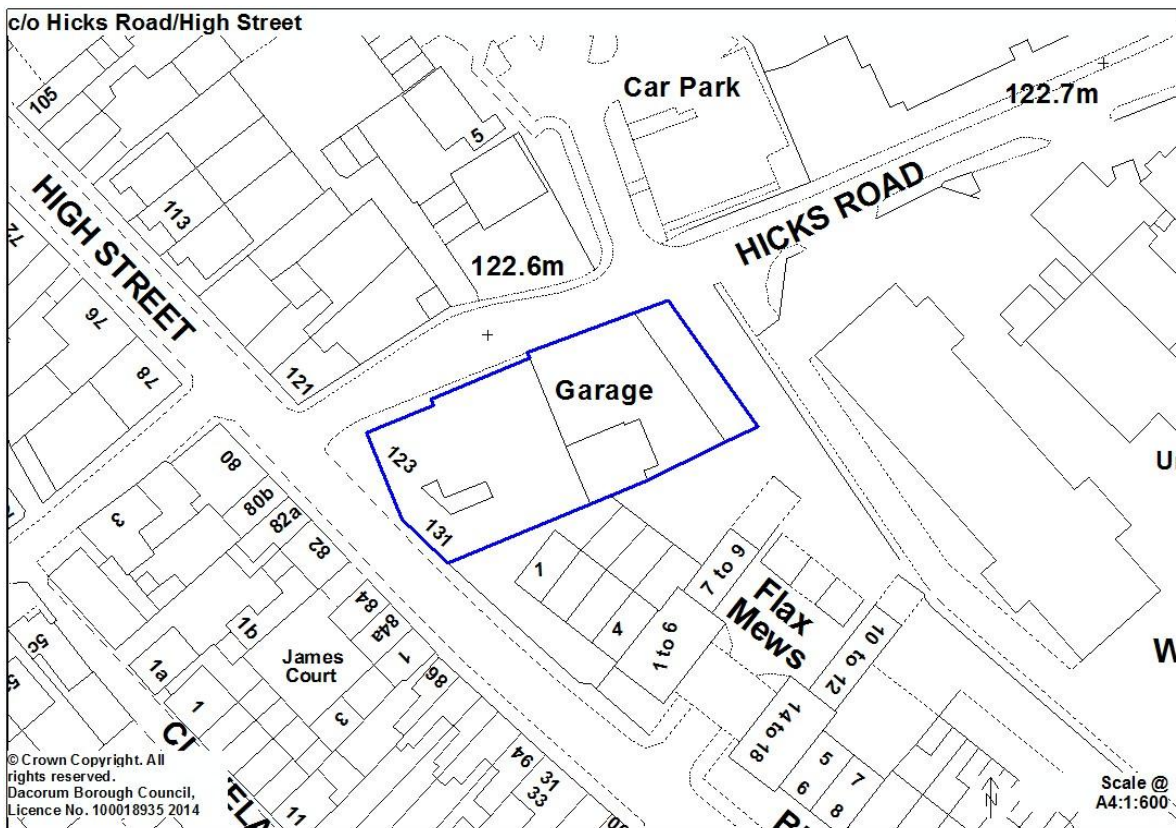 c/o Hicks Road/High Street
105
Car Park
122.7m
5
HICKS ROAD
113
HIGH STREET
72
122.6m
76
78
121
Garage
123
131
80
80b
82a
82
3
84
84a
1
86
1
4
1 to 6
7 to 9
Flax
Mews
10 to 12
14 to 18
James
Court
1b
1a
1
3
5c
11
94
31
33
5
7
6
8
N
© Crown Copyright. All
rights reserved.
Dacorum Borough Council,
Licence No. 100018935 2014
Scale @
A4:1:600